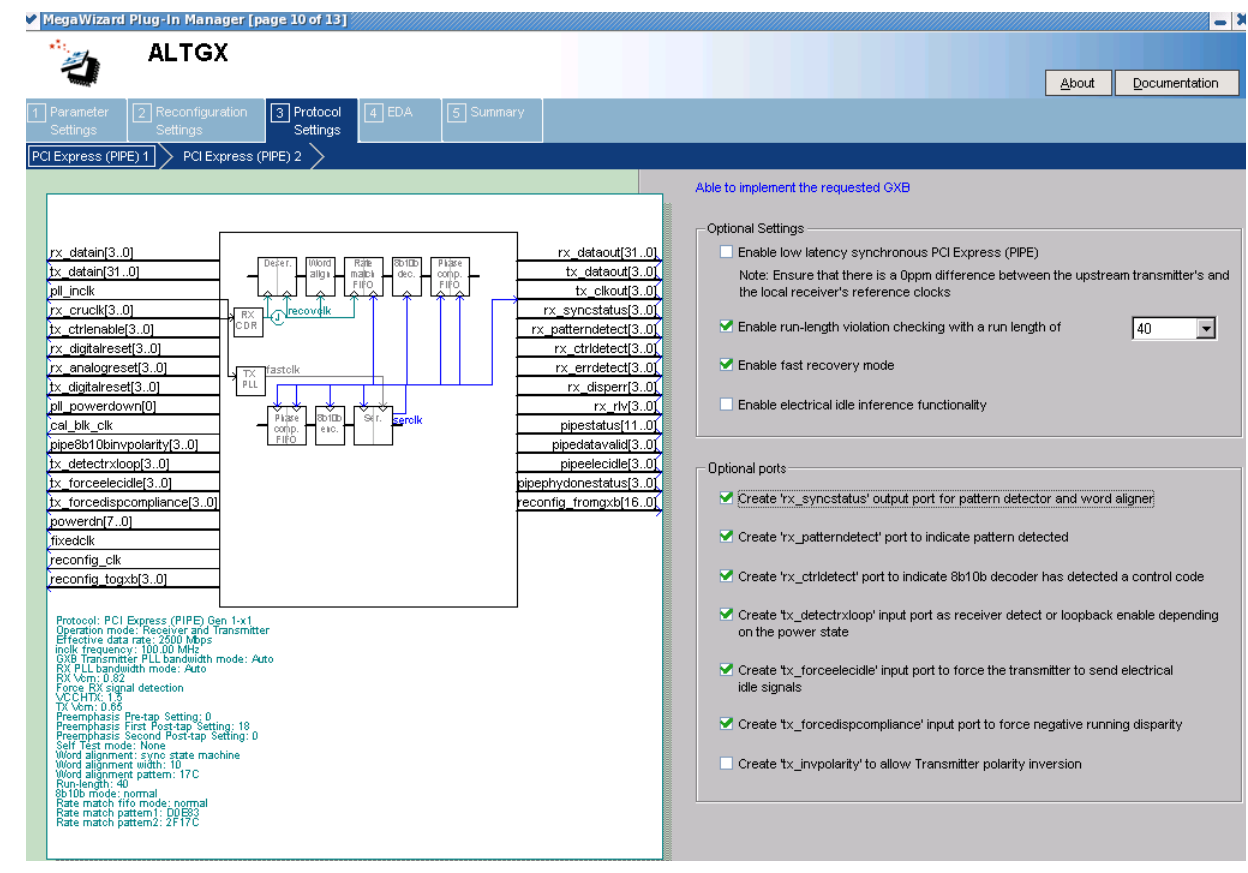 MegaWizard Plug-In Manager [page 10 of 13]
ALTGX
About
Documentation
1 Parameter Settings
2 Reconfiguration Settings
3 Protocol Settings
4 EDA
5 Summary
PCI Express (PIPE) 1
PCI Express (PIPE) 2
rx_datain[3..0]
tx_datain[31..0]
pll_inclk
rx_cruclk[3..0]
tx_ctrlenable[3..0]
rx_digitalreset[3..0]
rx_analogreset[3..0]
tx_digitalreset[3..0]
pll_powerdown[0]
cal_blk_clk
pipe8b10binvpolarity[3..0]
tx_detectrxloop[3..0]
tx_forceelecidle[3..0]
tx_forcedispcompliance[3..0]
powerdn[7..0]
fixedclk
reconfig_clk
reconfig_togxb[3..0]
Deser.
Word align
Rate match FIFO
8b10b dec.
Phase comp. FIFO
RX CDR
recovclk
TX PLL
fastclk
Phase comp. FIFO
8b10b enc.
Ser.
serclk
rx_dataout[31..0]
tx_dataout[3..0]
tx_clkout[3..0]
rx_syncstatus[3..0]
rx_patterndetect[3..0]
rx_ctrldetect[3..0]
rx_errdetect[3..0]
rx_disperr[3..0]
rx_rlv[3..0]
pipestatus[11..0]
pipedatavalid[3..0]
pipeelecidle[3..0]
pipephydonestatus[3..0]
reconfig_fromgxb[16..0]
Protocol: PCI Express (PIPE) Gen 1-x1
Operation mode: Receiver and Transmitter
Effective data rate: 2500 Mbps
inclk frequency: 100.00 MHz
GXB Transmitter PLL bandwidth mode: Auto
RX PLL bandwidth mode: Auto
RX Vcm: 0.82
Force RX signal detection
VCCHTX: 1.5
TX Vcm: 0.65
Preemphasis Pre-tap Setting: 0
Preemphasis First Post-tap Setting: 18
Preemphasis Second Post-tap Setting: 0
Self Test mode: None
Word alignment: sync state machine
Word alignment width: 10
Word alignment pattern: 17C
Run-length: 40
8b10b mode: normal
Rate match fifo mode: normal
Rate match pattern1: D0E83
Rate match pattern2: 2F17C
Able to implement the requested GXB
Optional Settings
Enable low latency synchronous PCI Express (PIPE)
Note: Ensure that there is a 0ppm difference between the upstream transmitter's and
the local receiver's reference clocks
Enable run-length violation checking with a run length of 40
Enable fast recovery mode
Enable electrical idle inference functionality
Optional ports
Create 'rx_syncstatus' output port for pattern detector and word aligner
Create 'rx_patterndetect' port to indicate pattern detected
Create 'rx_ctrldetect' port to indicate 8b10b decoder has detected a control code
Create 'tx_detectrxloop' input port as receiver detect or loopback enable depending
on the power state
Create 'tx_forceelecidle' input port to force the transmitter to send electrical
idle signals
Create 'tx_forcedispcompliance' input port to force negative running disparity
Create 'tx_invpolarity' to allow Transmitter polarity inversion